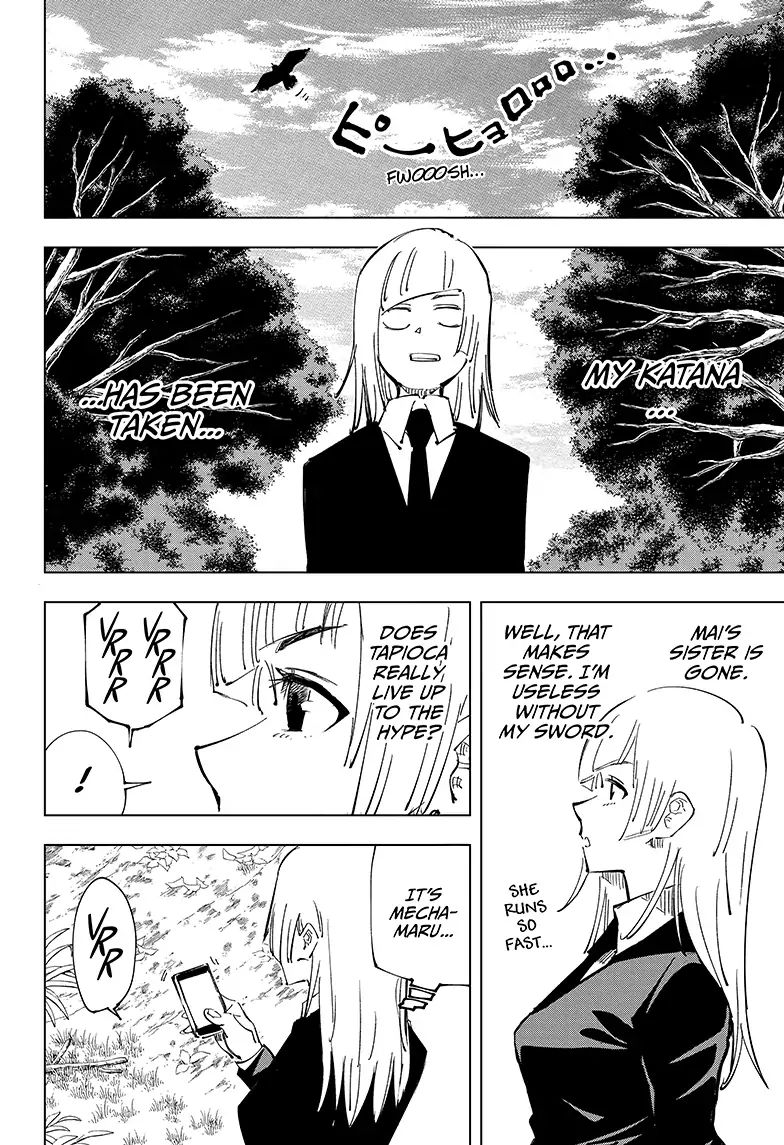 ピーヒョロロロ...
FWOOOSH...
MY KATANA
...
...HAS BEEN
TAKEN...
MAI'S
SISTER IS
GONE.
WELL, THAT
MAKES
SENSE. I'M
USELESS
WITHOUT
MY SWORD.
SHE
RUNS
SO
FAST...
DOES
TAPIOCA
REALLY
LIVE UP
TO THE
HYPE?
VRRR
VRRR
!
IT'S
MECHA-
MARU...
VRR